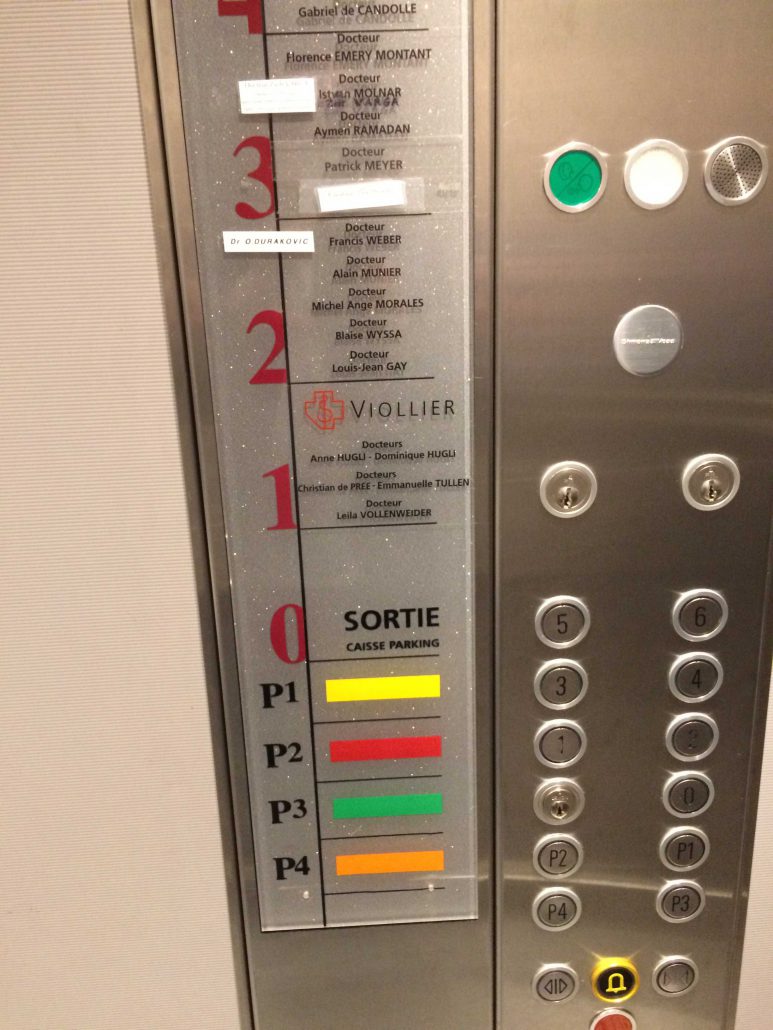 4
Gabriel de CANDOLLE
Docteur
Florence EMERY MONTANT
Docteur
Istvan MOLNAR
VARGA
Docteur
Aymen RAMADAN
3
Docteur
Patrick MEYER
Dr. O.DURAKOVIC
Docteur
Francis WEBER
Docteur
Alain MUNIER
Docteur
Michel Ange MORALES
2
Docteur
Blaise WYSSA
Docteur
Louis-Jean GAY
VIOLLIER
Docteurs
Anne HUGLI - Dominique HUGLI
1
Docteurs
Christian de PREE - Emmanuelle TULLEN
Docteur
Leila VOLLENWEIDER
0
SORTIE
CAISSE PARKING
P1
P2
P3
P4
5 6
3 4
1 2
0
P2 P1
P4 P3